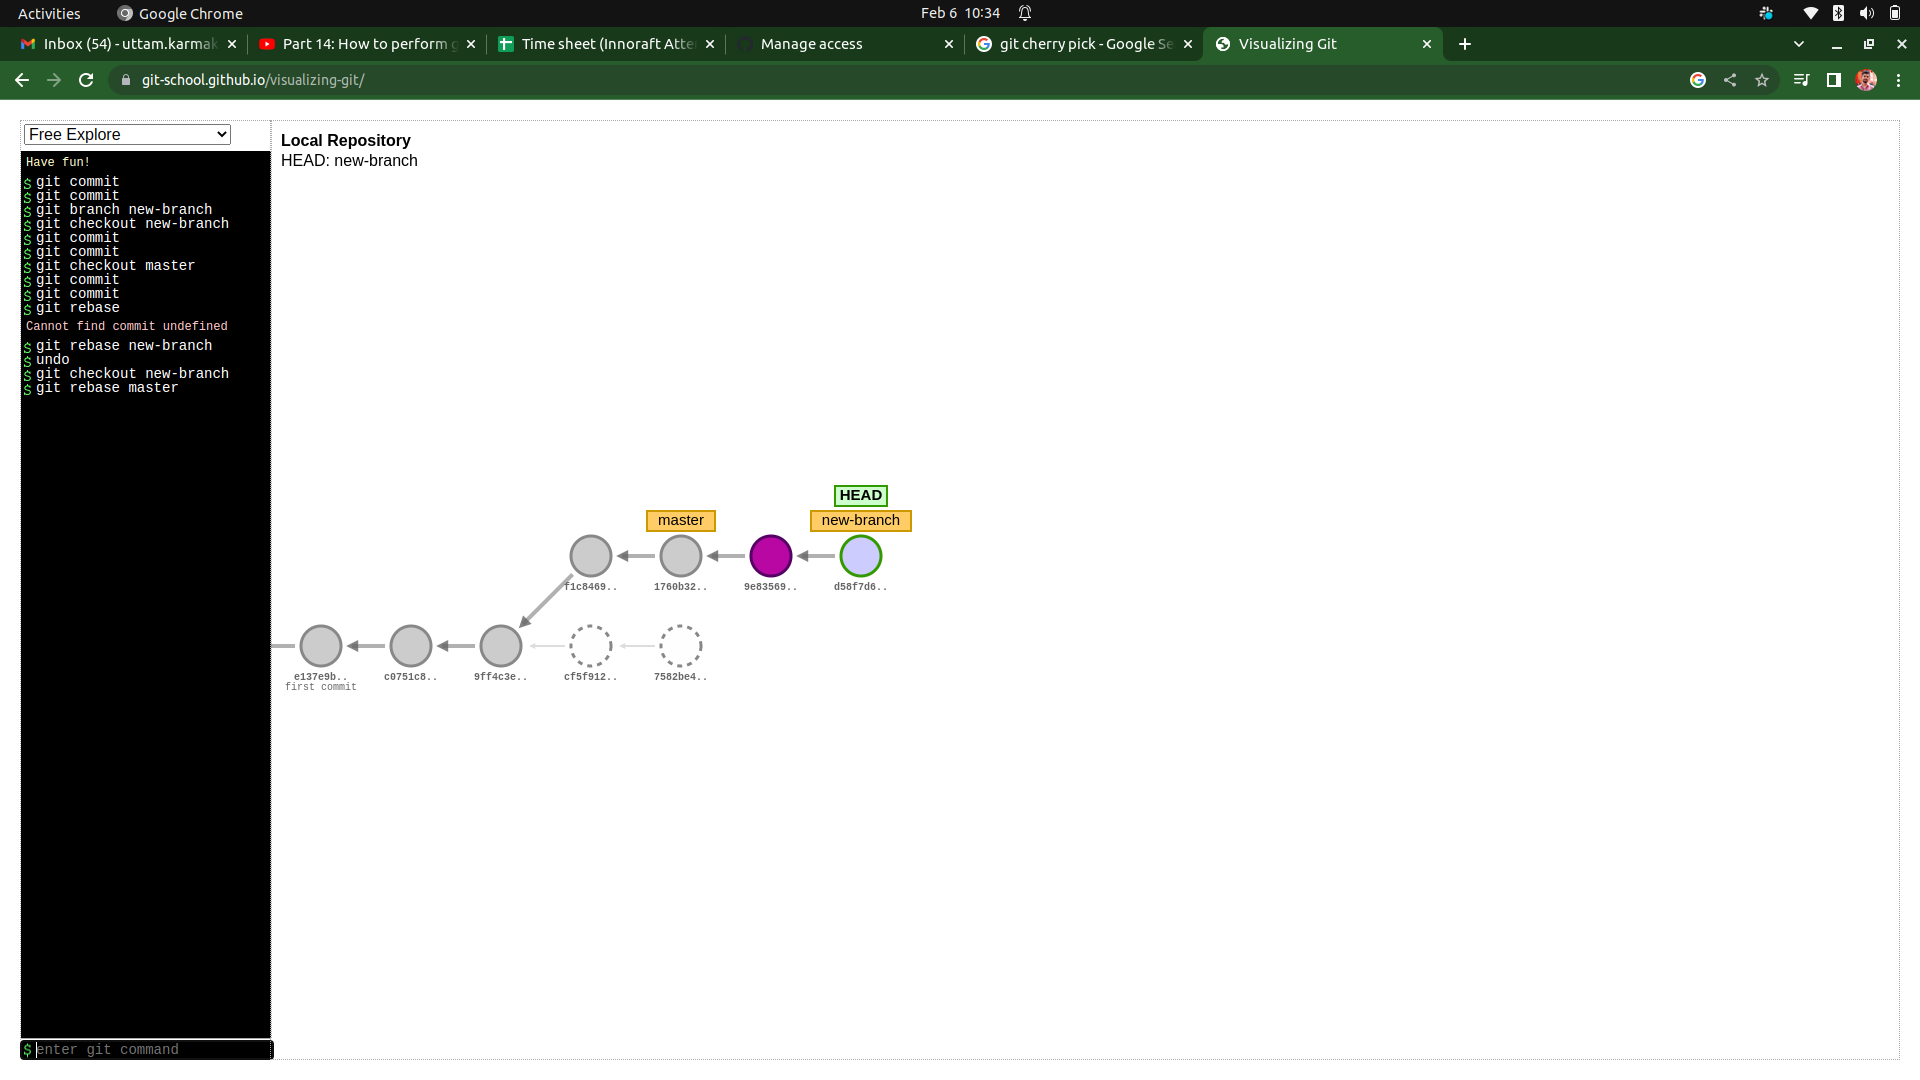 Activities
Google Chrome
Feb 6 10:34
Inbox (54) - uttam.karmak
Part 14: How to perform g
Time sheet (Innoraft Atte
Manage access
git cherry pick - Google Se
Visualizing Git
git-school.github.io/visualizing-git/
Free Explore
Have fun!
$ git commit
$ git commit
$ git branch new-branch
$ git checkout new-branch
$ git commit
$ git commit
$ git checkout master
$ git commit
$ git commit
$ git rebase
Cannot find commit undefined
$ git rebase new-branch
$ undo
$ git checkout new-branch
$ git rebase master
$ enter git command
Local Repository
HEAD: new-branch
HEAD
master
new-branch
f1c8469..
1760b32..
9e83569..
d58f7d6..
e137e9b..
first commit
c0751c8..
9ff4c3e..
cf5f912..
7582be4..